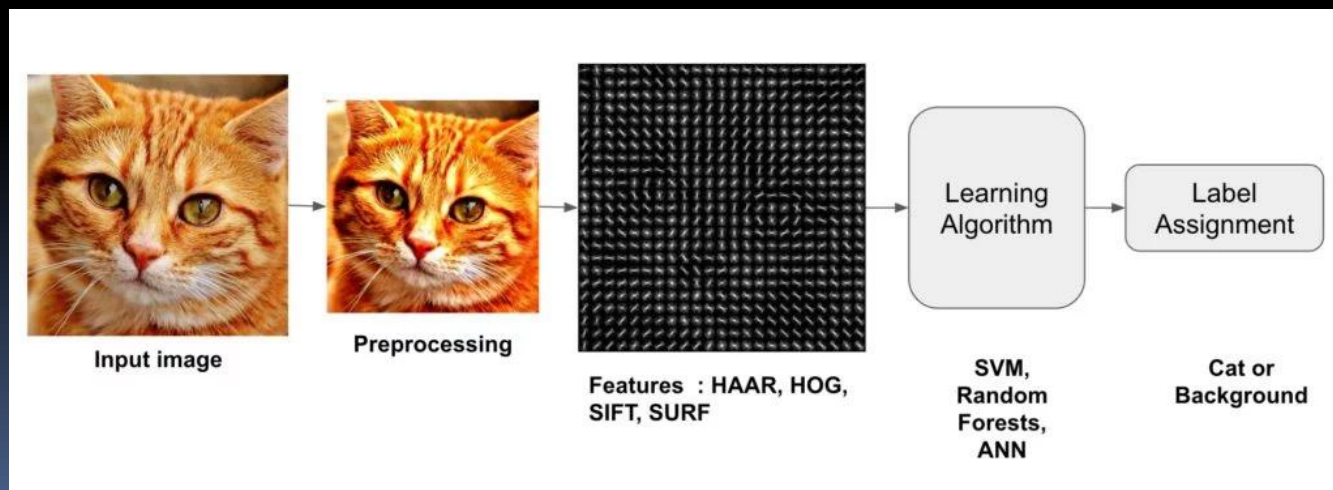 Input image
Preprocessing
Features : HAAR, HOG,
SIFT, SURF
Learning
Algorithm
SVM,
Random
Forests,
ANN
Label
Assignment
Cat or
Background